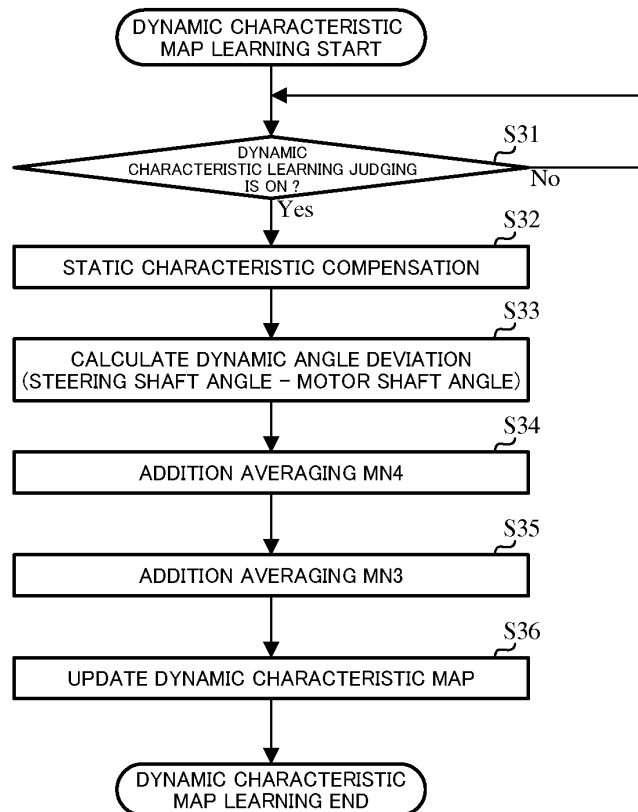 DYNAMIC CHARACTERISTIC
MAP LEARNING START
S31
DYNAMIC
CHARACTERISTIC LEARNING JUDGING
IS ON ?
No
Yes
S32
STATIC CHARACTERISTIC COMPENSATION
S33
CALCULATE DYNAMIC ANGLE DEVIATION
(STEERING SHAFT ANGLE – MOTOR SHAFT ANGLE)
S34
ADDITION AVERAGING MN4
S35
ADDITION AVERAGING MN3
S36
UPDATE DYNAMIC CHARACTERISTIC MAP
DYNAMIC CHARACTERISTIC
MAP LEARNING END